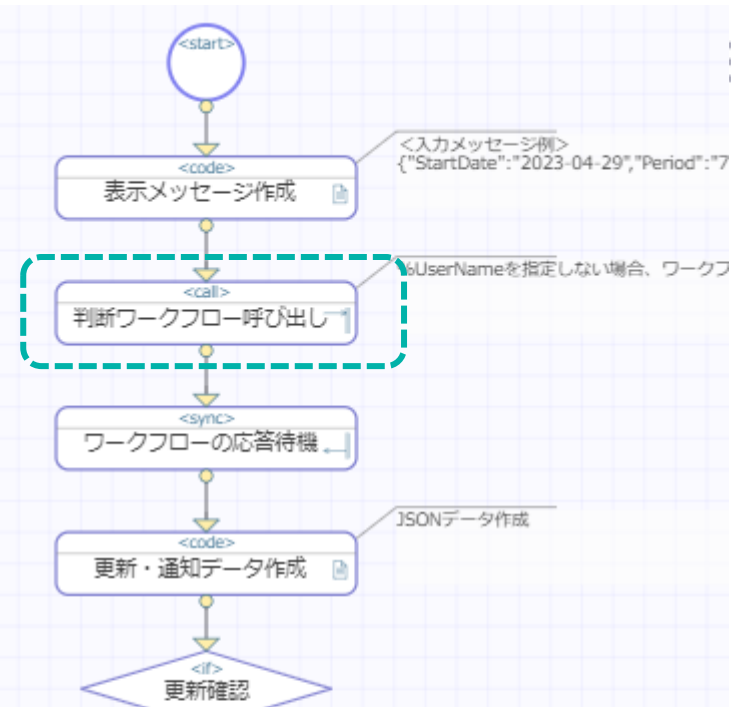 <start>
<入力メッセージ例>
{"StartDate":"2023-04-29","Period":"7
<code>
表示メッセージ作成
%UserNameを指定しない場合、ワークフ
<call>
判断ワークフロー呼び出し
<sync>
ワークフローの応答待機
JSONデータ作成
<code>
更新・通知データ作成
<if>
更新確認